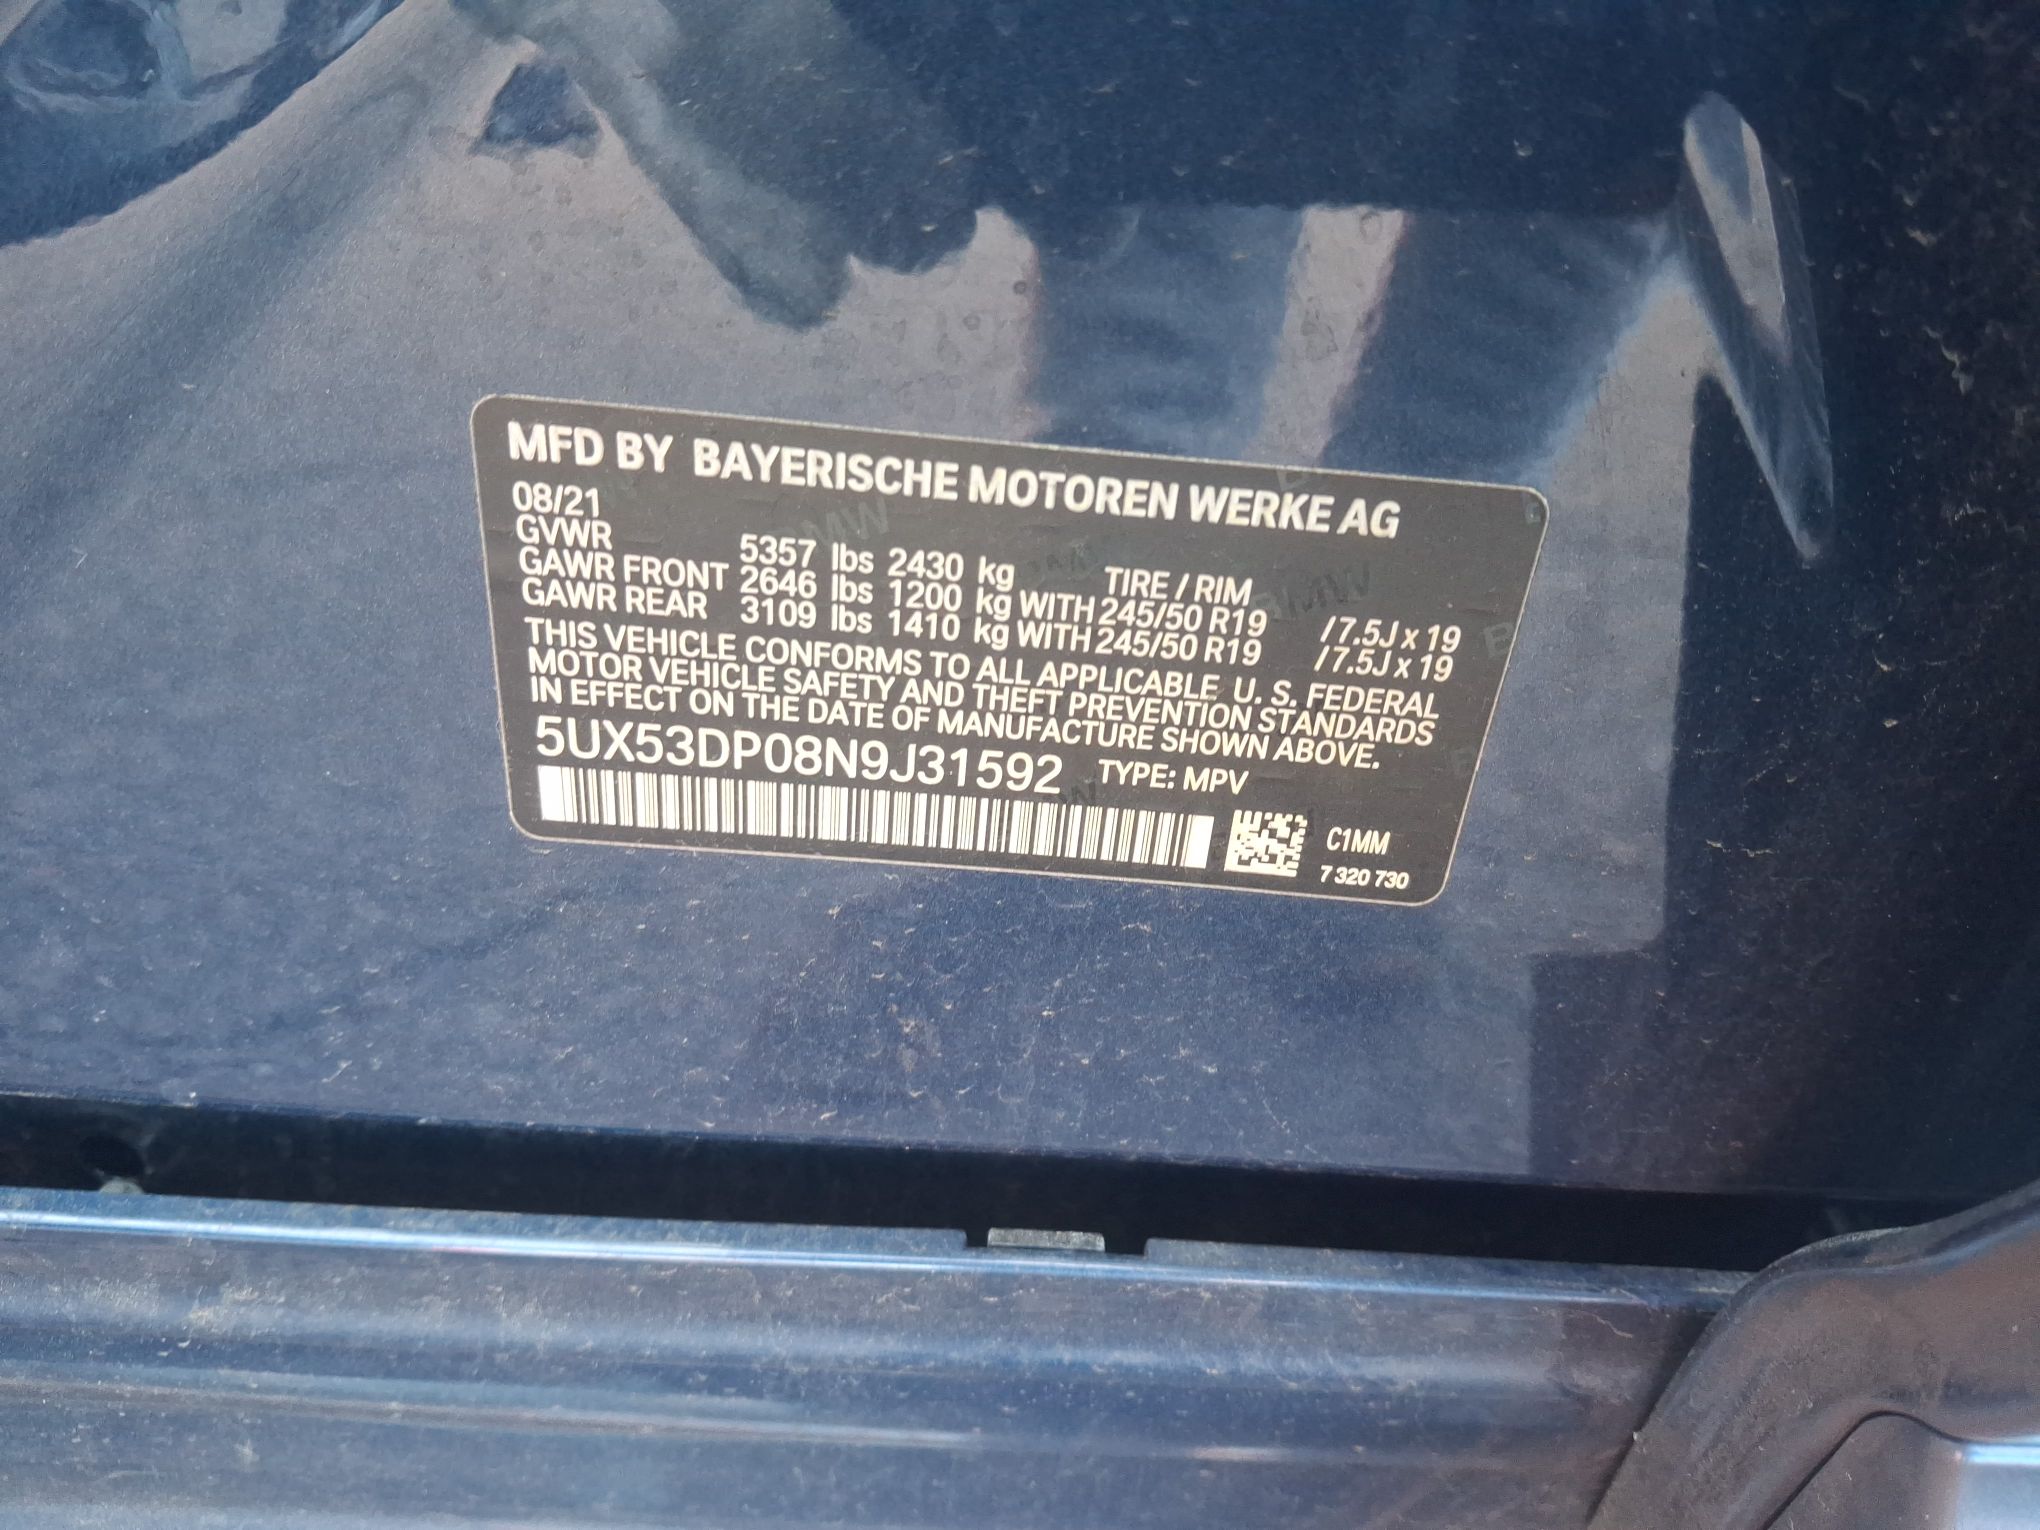 MFD BY BAYERISCHE MOTOREN WERKE AG
08/21
GVWR 5357 lbs 2430 kg TIRE / RIM
GAWR FRONT 2646 lbs 1200 kg WITH 245/50 R19 / 7.5J x 19
GAWR REAR 3109 lbs 1410 kg WITH 245/50 R19 / 7.5J x 19
THIS VEHICLE CONFORMS TO ALL APPLICABLE U. S. FEDERAL
MOTOR VEHICLE SAFETY AND THEFT PREVENTION STANDARDS
IN EFFECT ON THE DATE OF MANUFACTURE SHOWN ABOVE.
5UX53DP08N9J31592 TYPE: MPV
C1MM
7 320 730